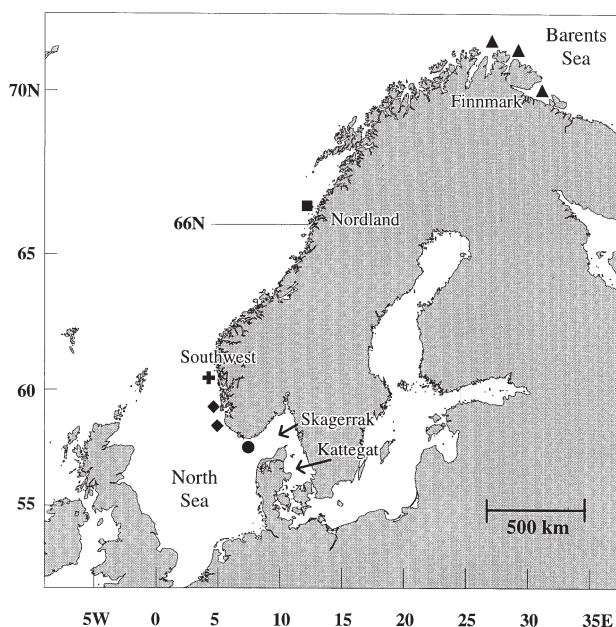 Barents
Sea
70N
Finnmark
66N
Nordland
65
Southwest
60
Skagerrak
Kattegat
North
Sea
55
500 km
5W 0 5 10 15 20 25 30 35E